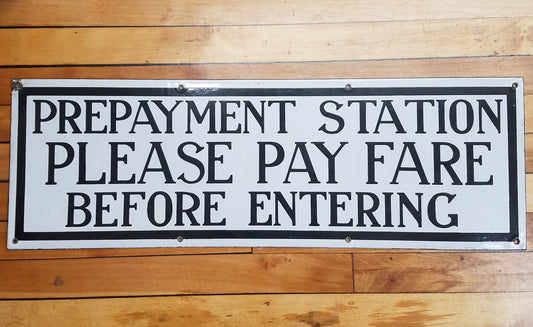 PREPAYMENT STATION
PLEASE PAY FARE
BEFORE ENTERING